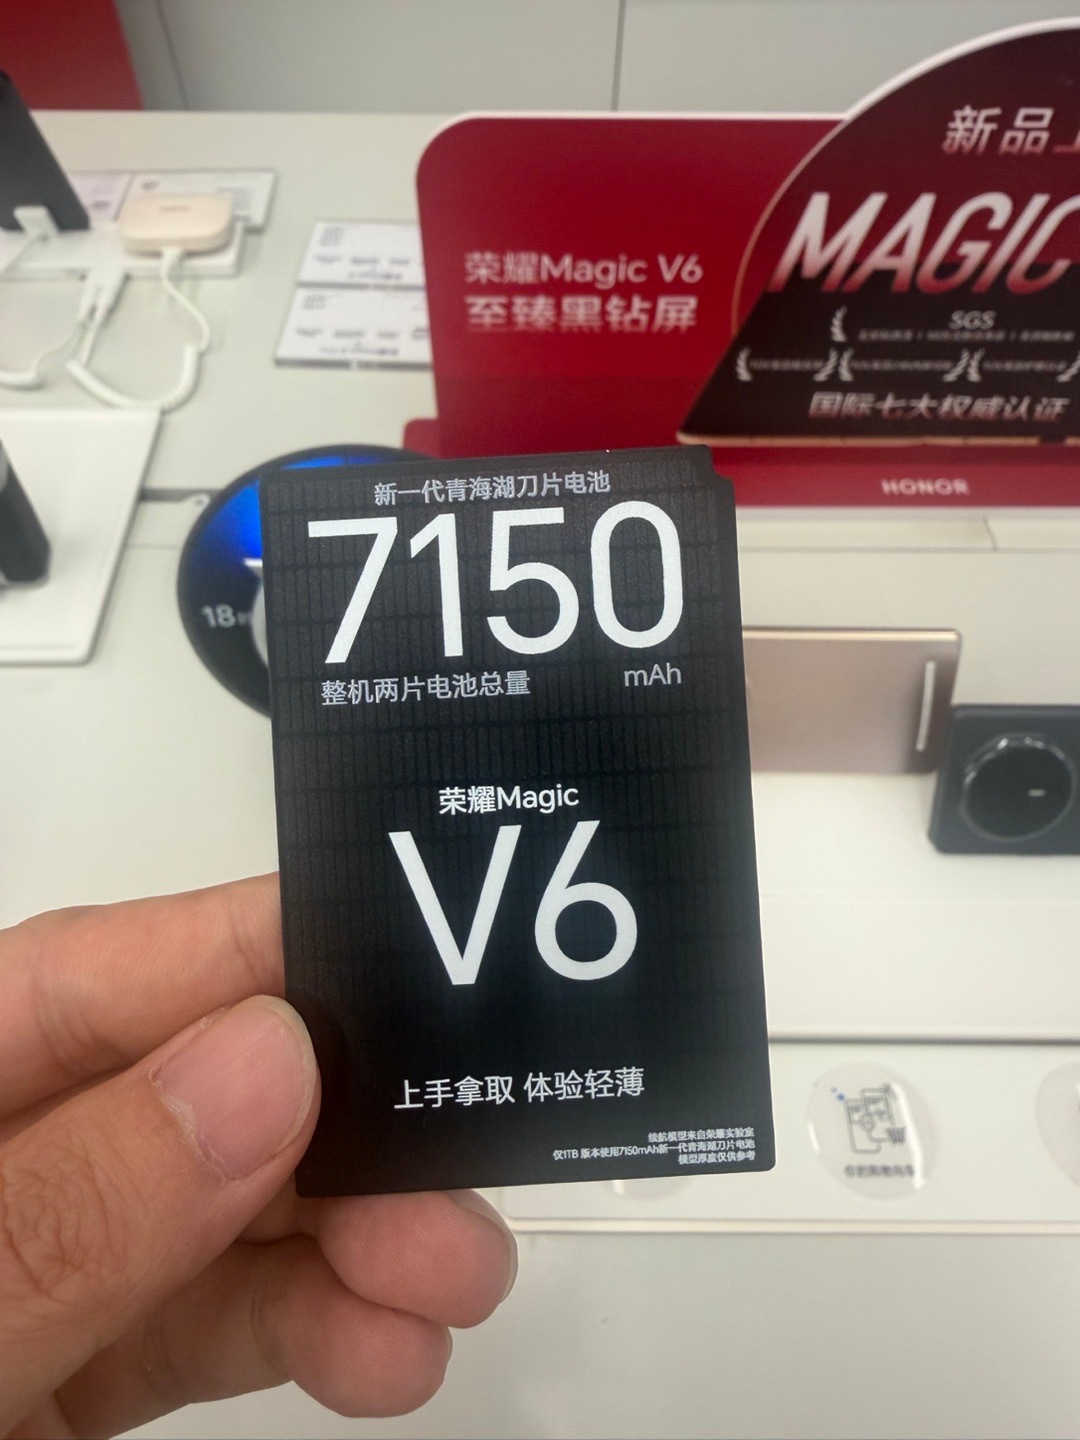 新品
MAGIC
荣耀Magic V6
至臻黑钻屏
SGS
国际七大权威认证
HONOR
新一代青海湖刀片电池
7150
整机两片电池总量
mAh
18
荣耀Magic
V6
上手拿取 体验轻薄
续航模型来自荣耀实验室
仅1TB 版本使用7150mAh新一代青海湖刀片电池
模型厚度仅供参考